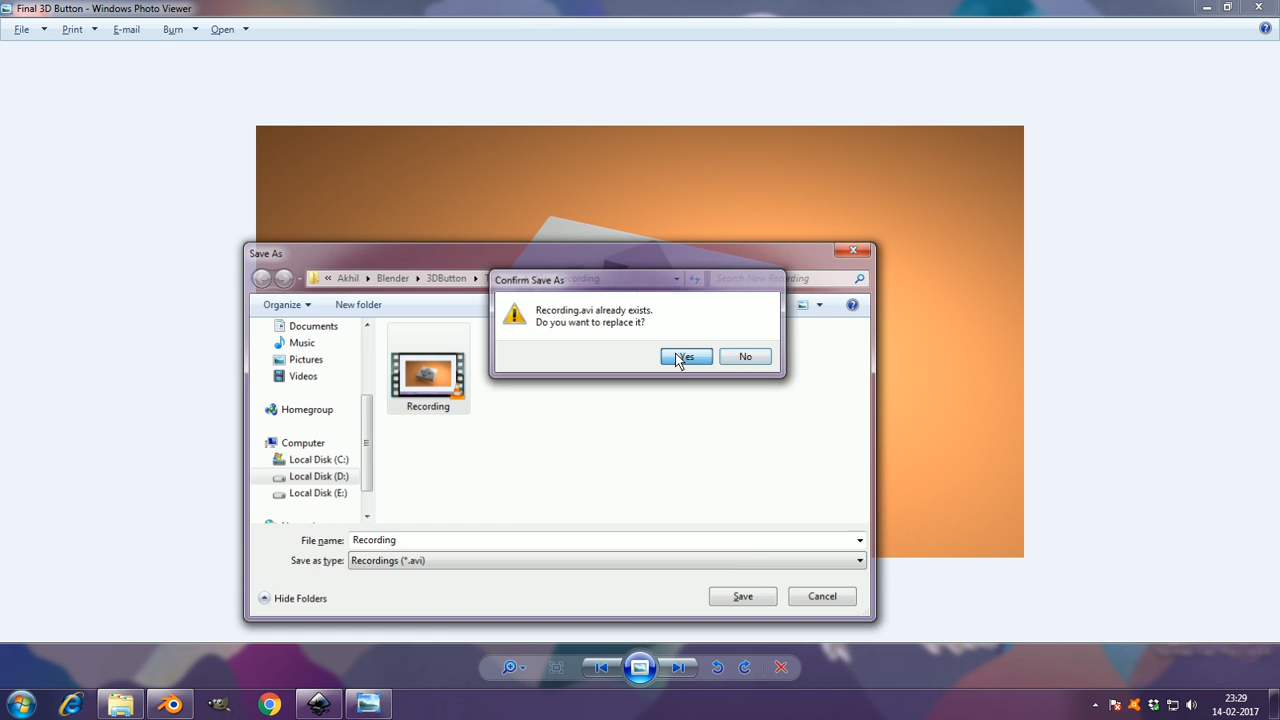 Final 3D Button - Windows Photo Viewer
File Print E-mail Burn Open
Save As
« Akhil Blender 3DButton
Search New Recording
Organize New folder
Documents
Music
Pictures
Videos
Homegroup
Computer
Local Disk (C:)
Local Disk (D:)
Local Disk (E:)
Recording
Confirm Save As
Recording.avi already exists.
Do you want to replace it?
Yes No
File name: Recording
Save as type: Recordings (*.avi)
Hide Folders Save Cancel
23:29
14-02-2017